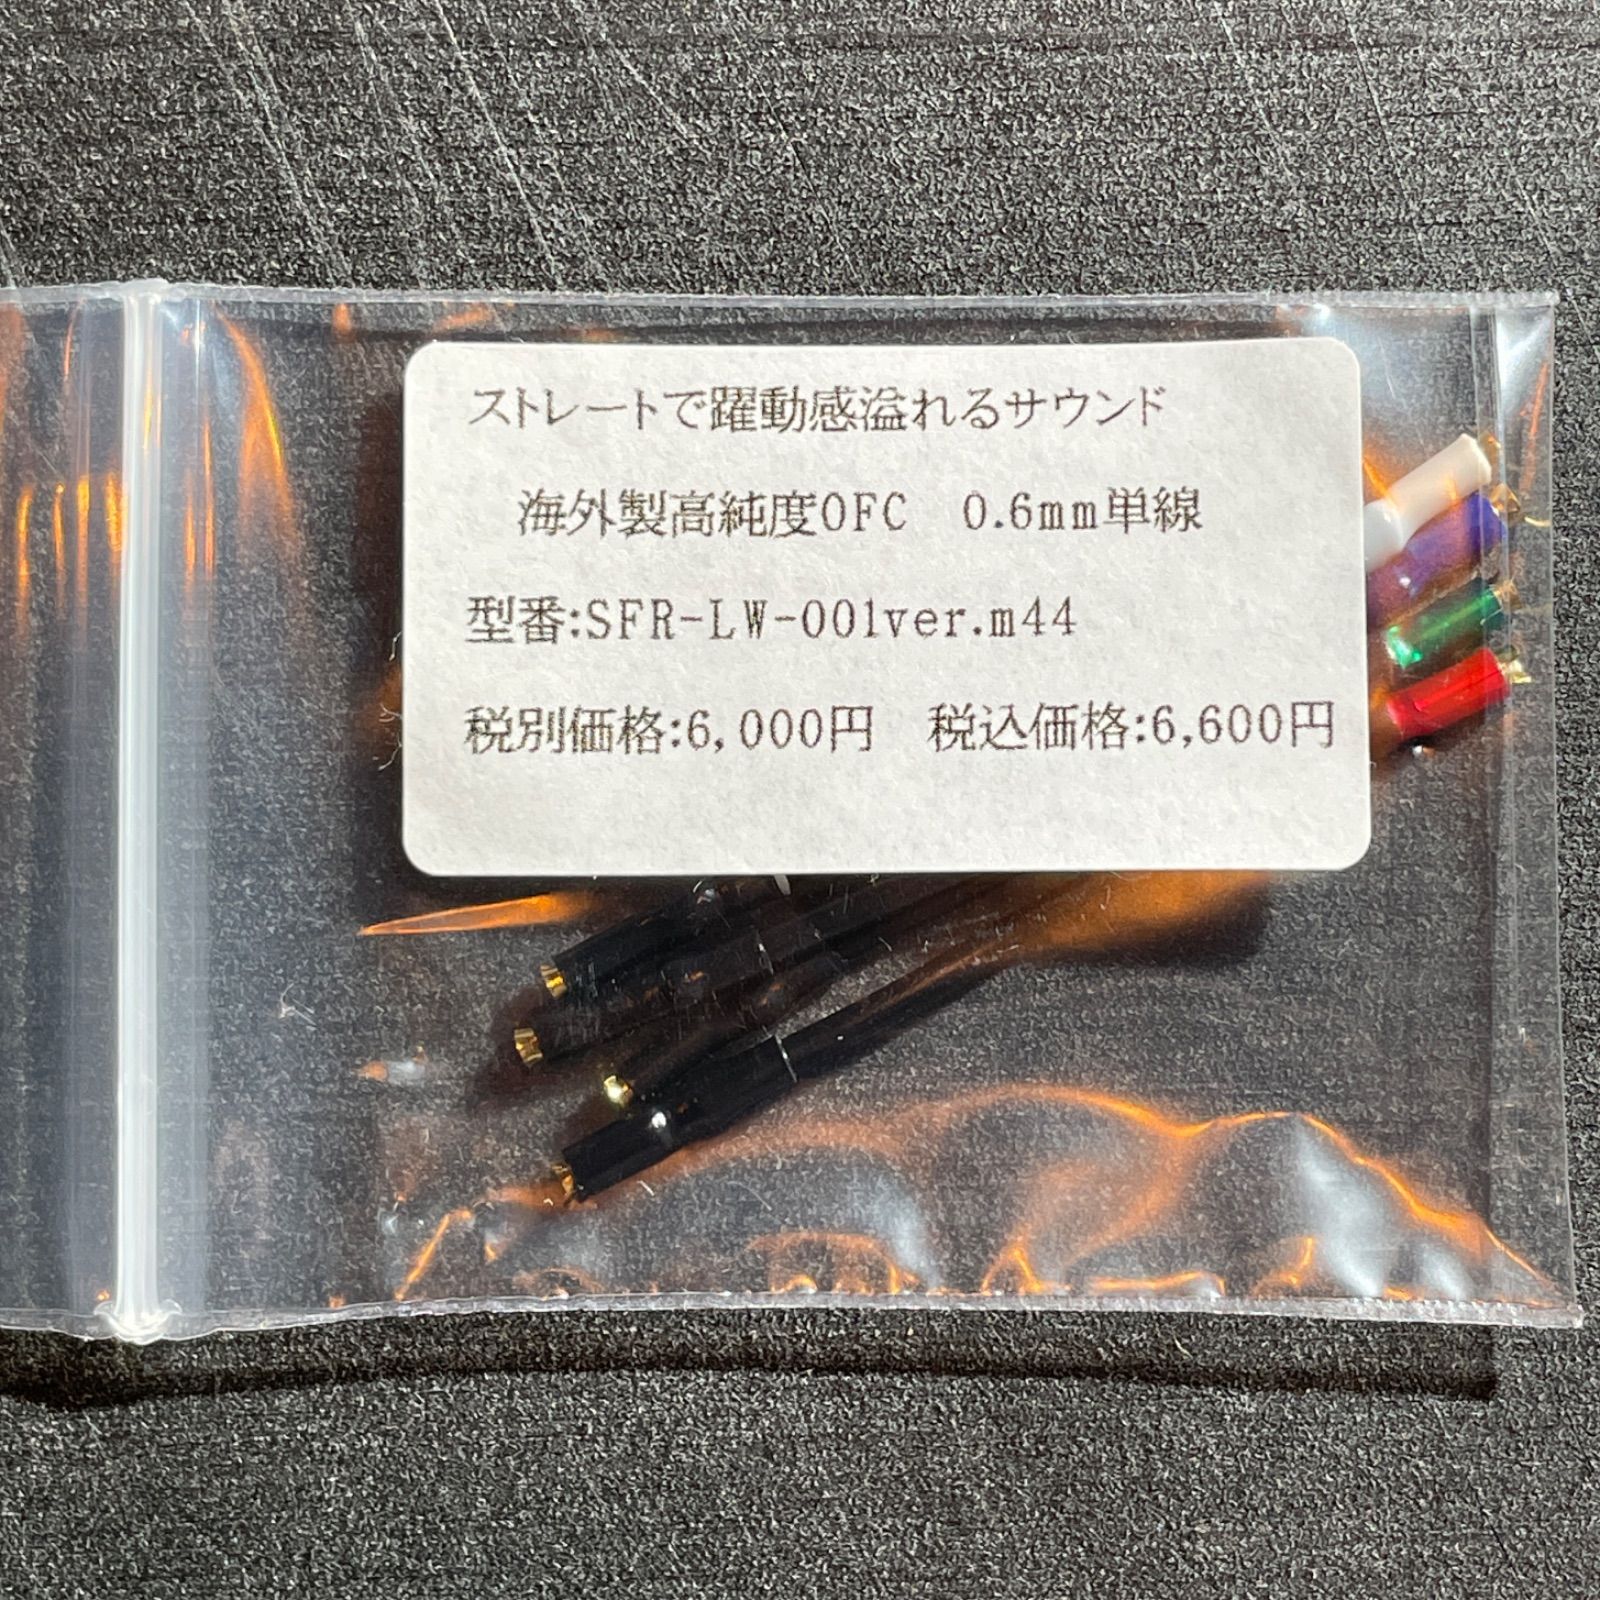 ストレートで躍動感溢れるサウンド
海外製高純度OFC　0.6mm単線
型番:SFR-LW-001ver.m44
税別価格:6,000円　税込価格:6,600円